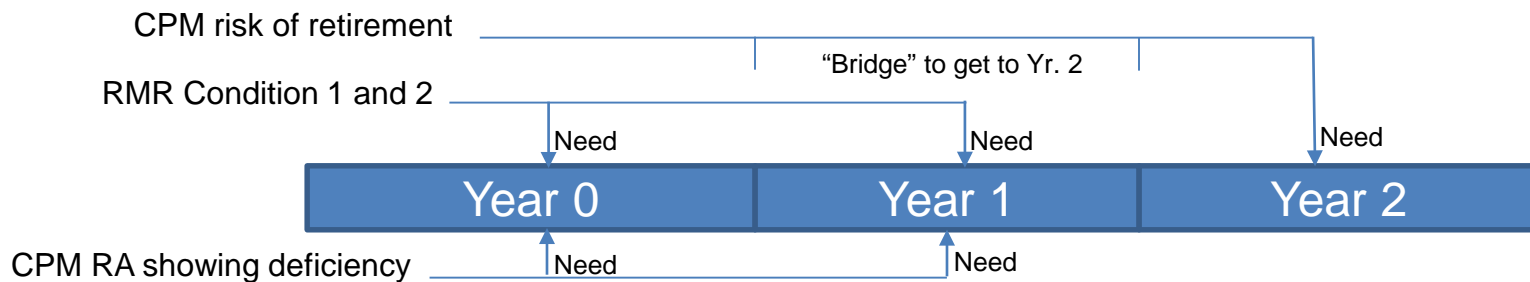 CPM risk of retirement
“Bridge” to get to Yr. 2
RMR Condition 1 and 2
Need Need Need
Year 0 Year 1 Year 2
CPM RA showing deficiency Need Need